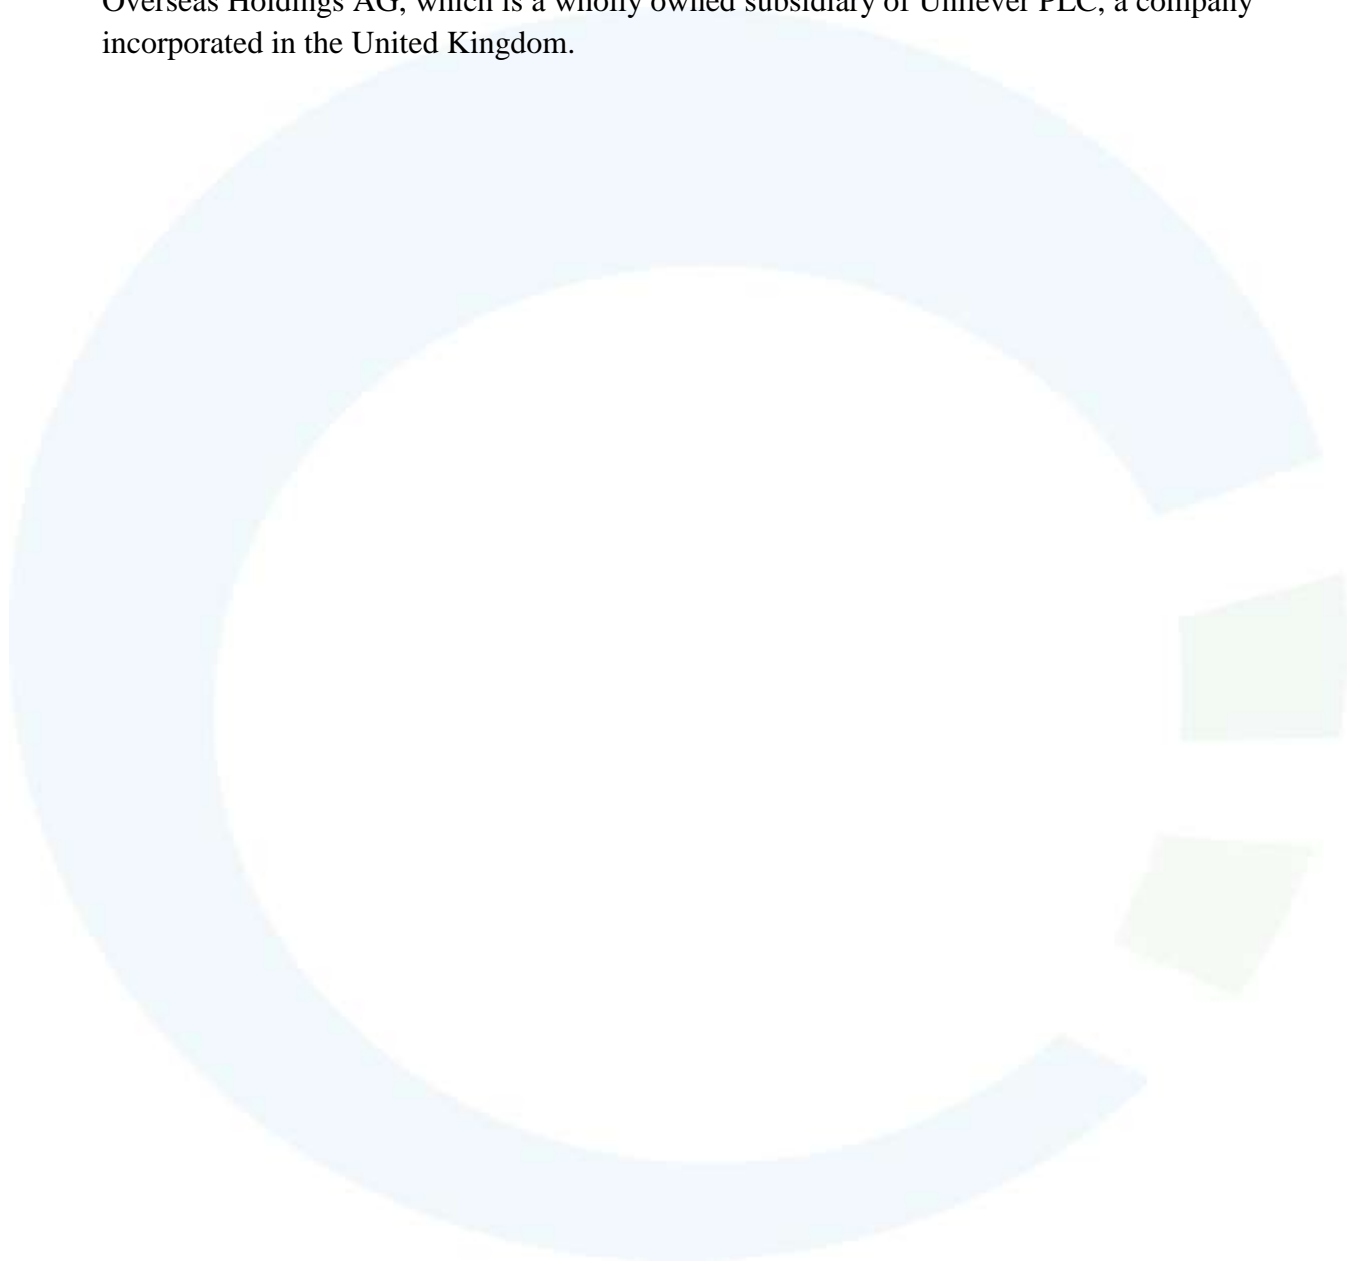 Overseas Holdings AG, which is a wholly owned subsidiary of Unilever PLC, a company
incorporated in the United Kingdom.